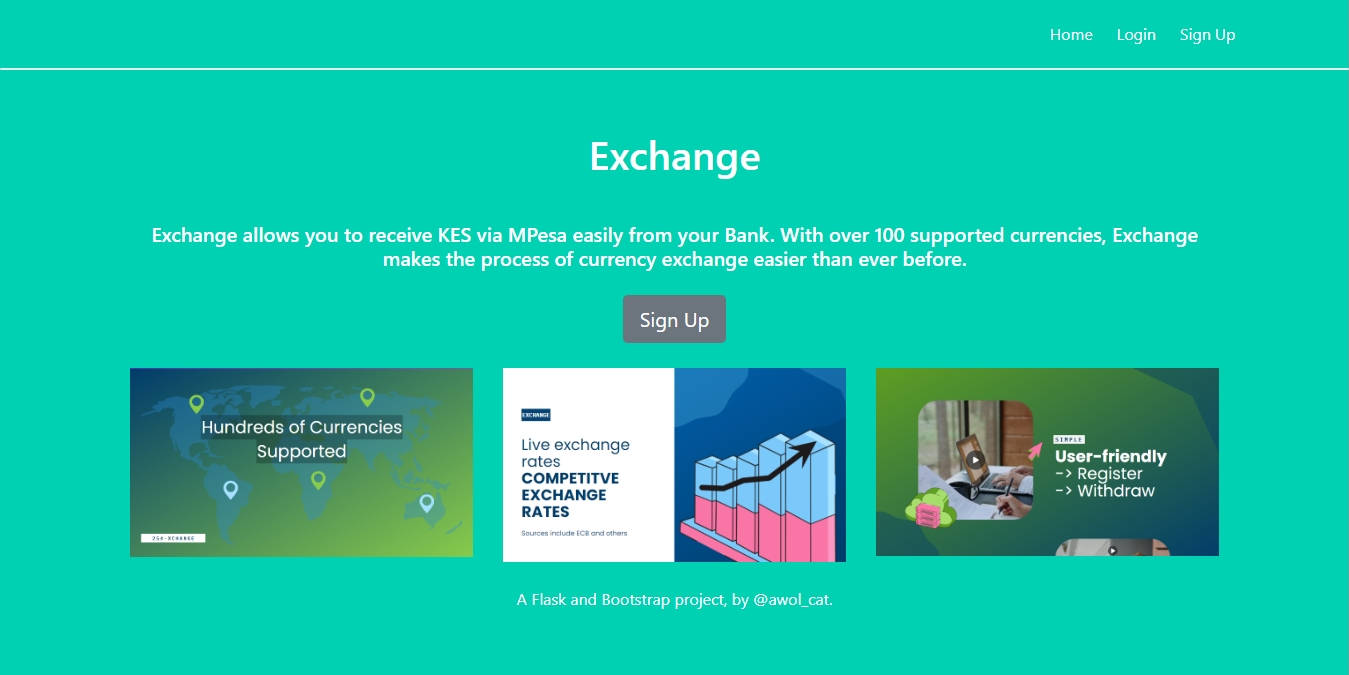 Home Login Sign Up
Exchange
Exchange allows you to receive KES via MPesa easily from your Bank. With over 100 supported currencies, Exchange
makes the process of currency exchange easier than ever before.
Sign Up
Hundreds of Currencies
Supported
254-XCHANGE
EXCHANGE
Live exchange
rates
COMPETITVE
EXCHANGE
RATES
Sources include ECB and others
SIMPLE
User-friendly
-> Register
-> Withdraw
A Flask and Bootstrap project, by @awol_cat.